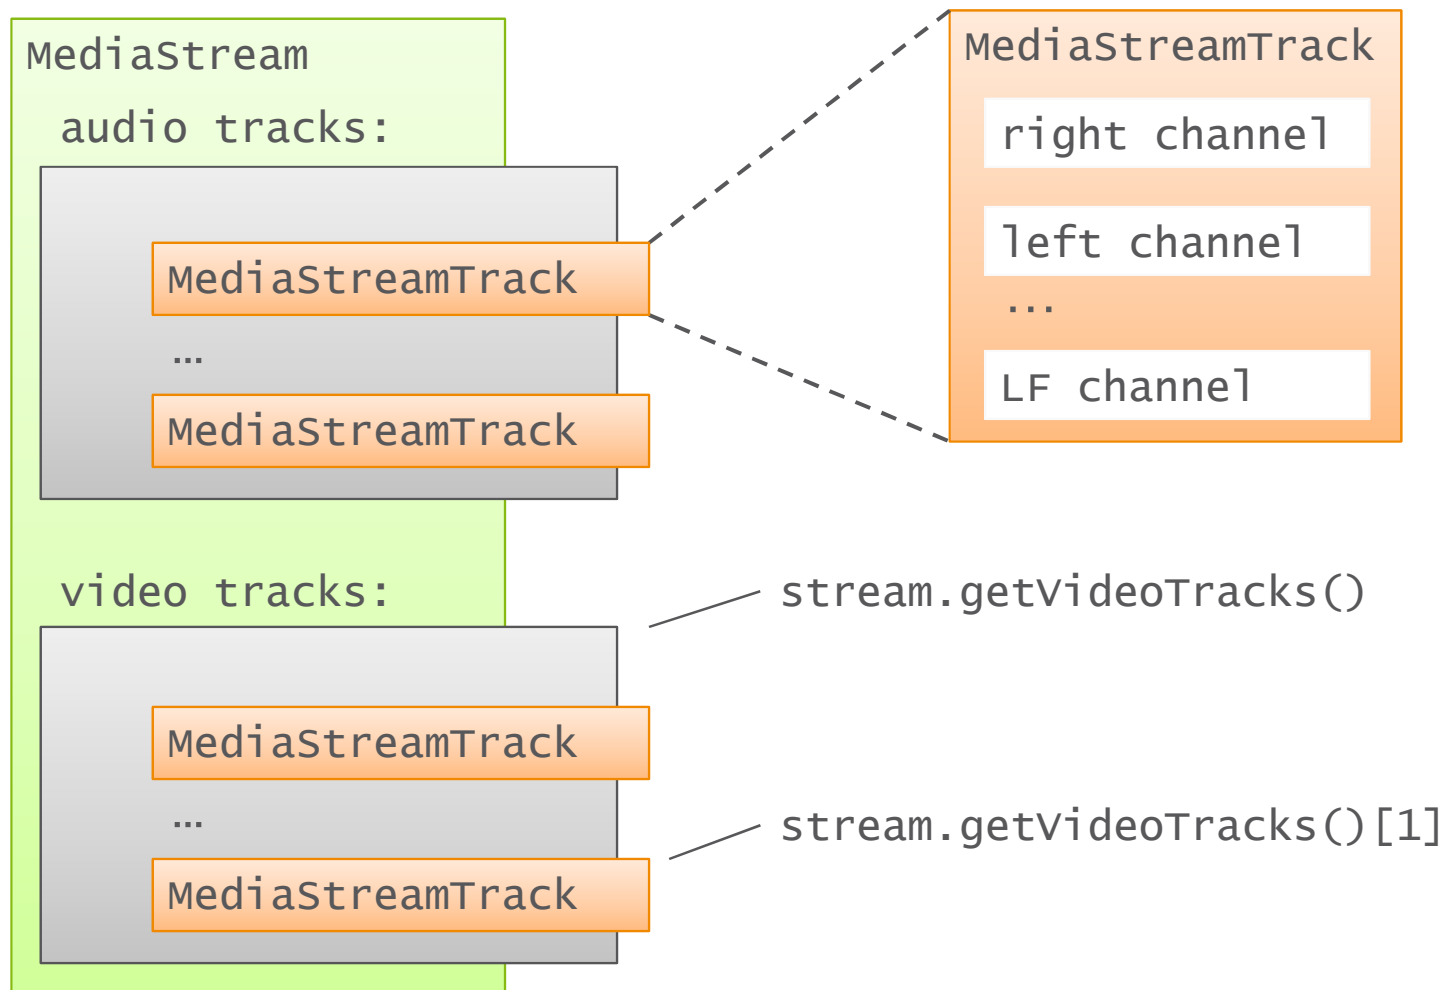 MediaStream
audio tracks:
MediaStreamTrack
...
MediaStreamTrack
video tracks:
MediaStreamTrack
...
MediaStreamTrack
MediaStreamTrack
right channel
left channel
...
LF channel
stream.getVideoTracks()
stream.getVideoTracks()[1]